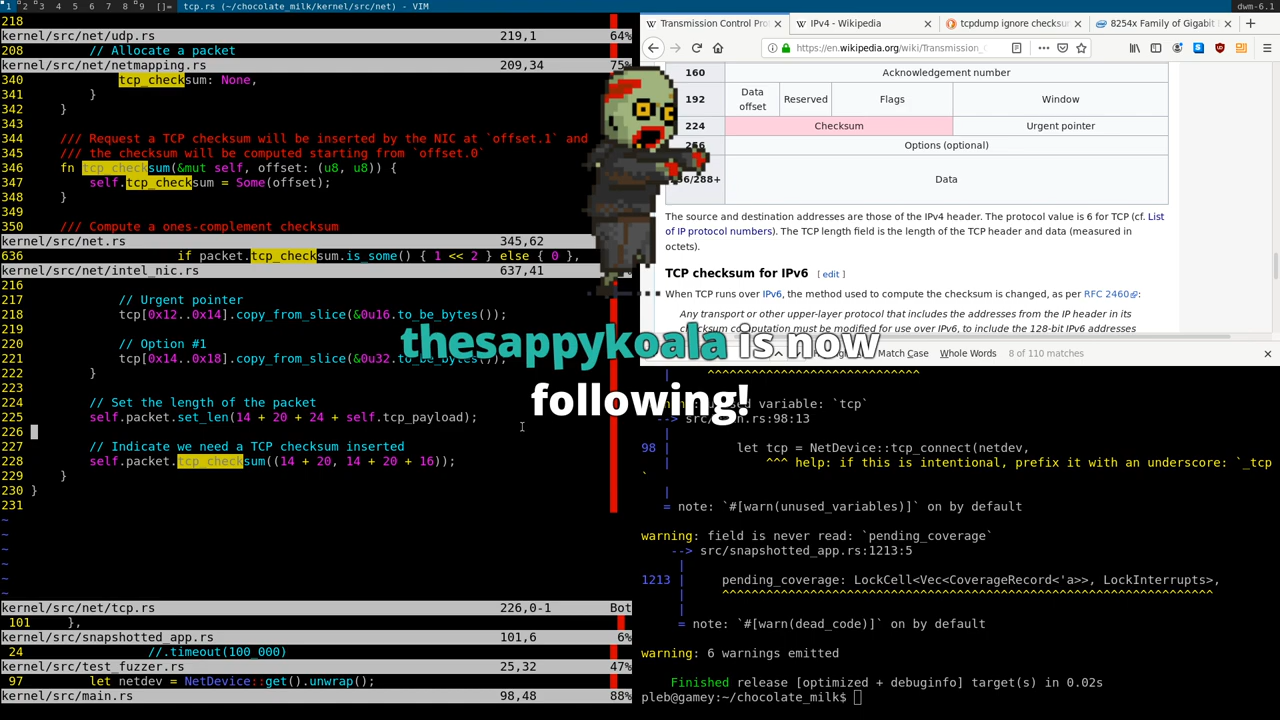 1 2 3 4 5 6 7 8 9 []= tcp.rs (~/chocolate_milk/kernel/src/net) - VIM
dwm-6.1
218
kernel/src/net/udp.rs 219,1 64%
208 // Allocate a packet
kernel/src/net/netmapping.rs 209,34 75%
340 tcp_checksum: None,
341 }
342 }
343
344 /// Request a TCP checksum will be inserted by the NIC at `offset.1` and
345 /// the checksum will be computed starting from `offset.0`
346 fn tcp_checksum(&mut self, offset: (u8, u8)) {
347 self.tcp_checksum = Some(offset);
348 }
349
350 /// Compute a ones-complement checksum
kernel/src/net.rs 345,62
636 if packet.tcp_checksum.is_some() { 1 << 2 } else { 0 },
kernel/src/net/intel_nic.rs 637,41
216
217 // Urgent pointer
218 tcp[0x12..0x14].copy_from_slice(&0u16.to_be_bytes());
219
220 // Option #1
221 tcp[0x14..0x18].copy_from_slice(&0u32.to_be_bytes());
222 }
223
224 // Set the length of the packet
225 self.packet.set_len(14 + 20 + 24 + self.tcp_payload);
226
227 // Indicate we need a TCP checksum inserted
228 self.packet.tcp_checksum((14 + 20, 14 + 20 + 16));
229 }
230 }
231
~
~
~
~
~
~
kernel/src/net/tcp.rs 226,0-1 Bot
101 },
kernel/src/snapshotted_app.rs 101,6 6%
24 //.timeout(100_000)
kernel/src/test_fuzzer.rs 25,32 47%
97 let netdev = NetDevice::get().unwrap();
kernel/src/main.rs 98,48 88%
thesappykoala is now
following!
Transmission Control Pro
IPv4 - Wikipedia
tcpdump ignore checksum
8254x Family of Gigabit
https://en.wikipedia.org/wiki/Transmission_
160 Acknowledgement number
192 Data offset Reserved Flags Window
224 Checksum Urgent pointer
256 Options (optional)
/288+ Data
The source and destination addresses are those of the IPv4 header. The protocol value is 6 for TCP (cf. List
of IP protocol numbers). The TCP length field is the length of the TCP header and data (measured in
octets).
TCP checksum for IPv6 [ edit ]
When TCP runs over IPv6, the method used to compute the checksum is changed, as per RFC 2460:
Any transport or other upper-layer protocol that includes the addresses from the IP header in its
checksum computation must be modified for use over IPv6, to include the 128-bit IPv6 addresses
Match Case Whole Words 8 of 110 matches
^^^^^^^^^^^^^^^^^^^^^^^^^^^^^
variable: `tcp`
--> src/main.rs:98:13
|
98 | let tcp = NetDevice::tcp_connect(netdev,
| ^^^ help: if this is intentional, prefix it with an underscore: `_tcp
`
|
= note: `#[warn(unused_variables)]` on by default
warning: field is never read: `pending_coverage`
--> src/snapshotted_app.rs:1213:5
|
1213 | pending_coverage: LockCell<Vec<CoverageRecord<'a>>, LockInterrupts>,
| ^^^^^^^^^^^^^^^^^^^^^^^^^^^^^^^^^^^^^^^^^^^^^^^^^^^^^^^^^^^^^^^^^^^
|
= note: `#[warn(dead_code)]` on by default
warning: 6 warnings emitted
Finished release [optimized + debuginfo] target(s) in 0.02s
pleb@gamey:~/chocolate_milk$